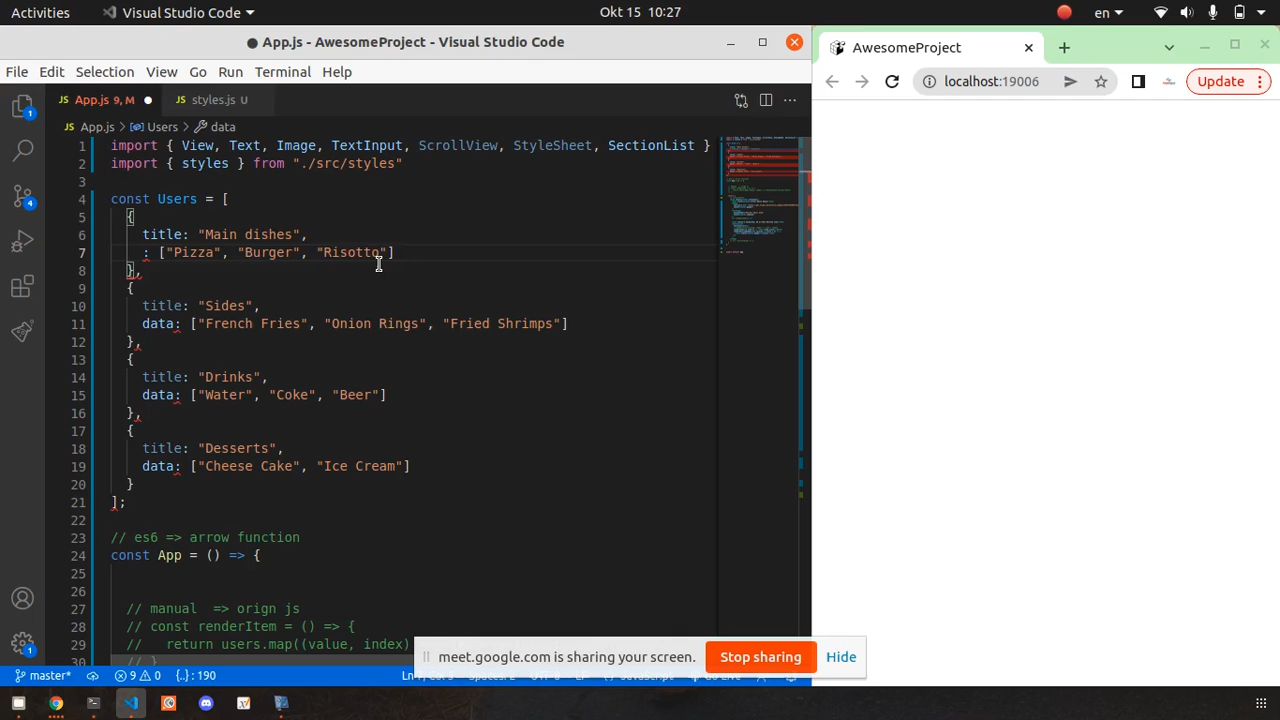 Activities
Visual Studio Code
Okt 15 10:27
en
App.js - AwesomeProject - Visual Studio Code
AwesomeProject
File Edit Selection View Go Run Terminal Help
localhost:19006
Update
App.js 9, M
styles.js U
App.js > Users > data
1 import { View, Text, Image, TextInput, ScrollView, StyleSheet, SectionList }
2 import { styles } from "./src/styles"
3
4 const Users = [
5 {
6 title: "Main dishes",
7 : ["Pizza", "Burger", "Risotto"]
8 },
9 {
10 title: "Sides",
11 data: ["French Fries", "Onion Rings", "Fried Shrimps"]
12 },
13 {
14 title: "Drinks",
15 data: ["Water", "Coke", "Beer"]
16 },
17 {
18 title: "Desserts",
19 data: ["Cheese Cake", "Ice Cream"]
20 }
21 ];
22
23 // es6 => arrow function
24 const App = () => {
25
26
27 // manual => orign js
28 // const renderItem = () => {
29 // return users.map((value, index)
30 // }
1
4
1
meet.google.com is sharing your screen.
Stop sharing
Hide
master*
9 0
{..} : 190